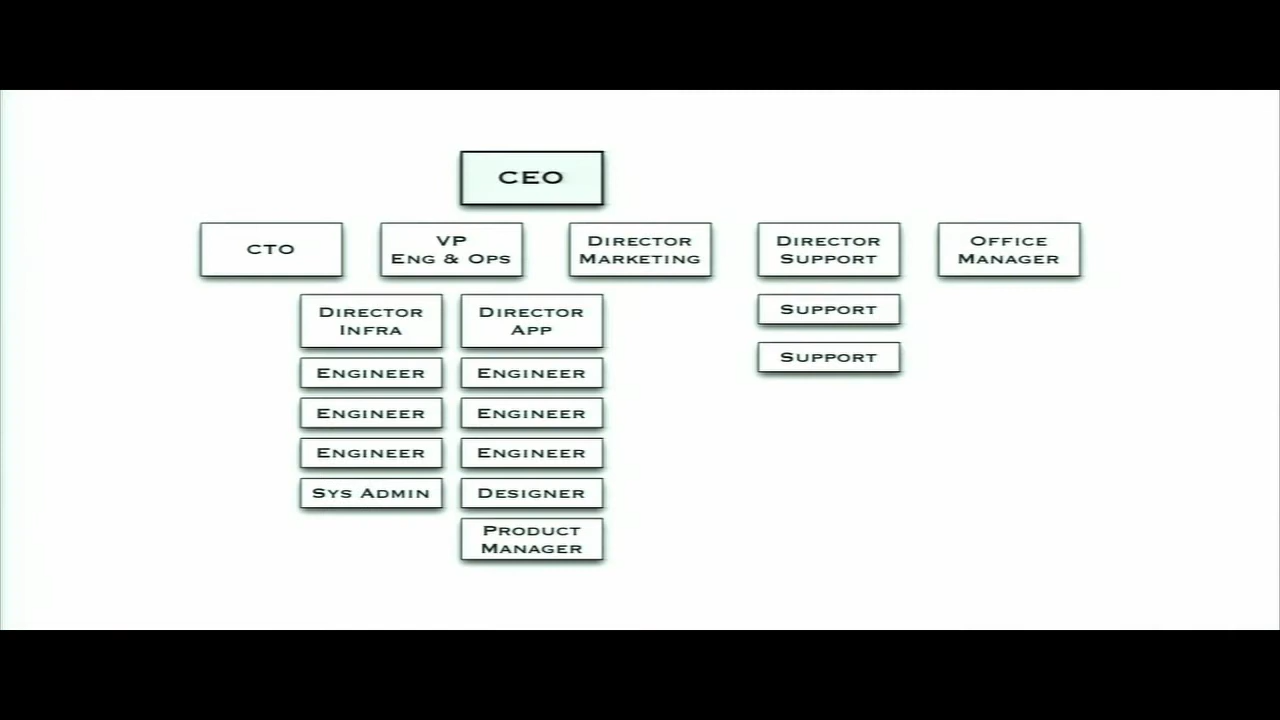 CEO
CTO
VP
Eng & Ops
Director
Marketing
Director
Support
Office
Manager
Director
Infra
Director
App
Support
Support
Engineer
Engineer
Engineer
Engineer
Engineer
Engineer
Sys Admin
Designer
Product
Manager